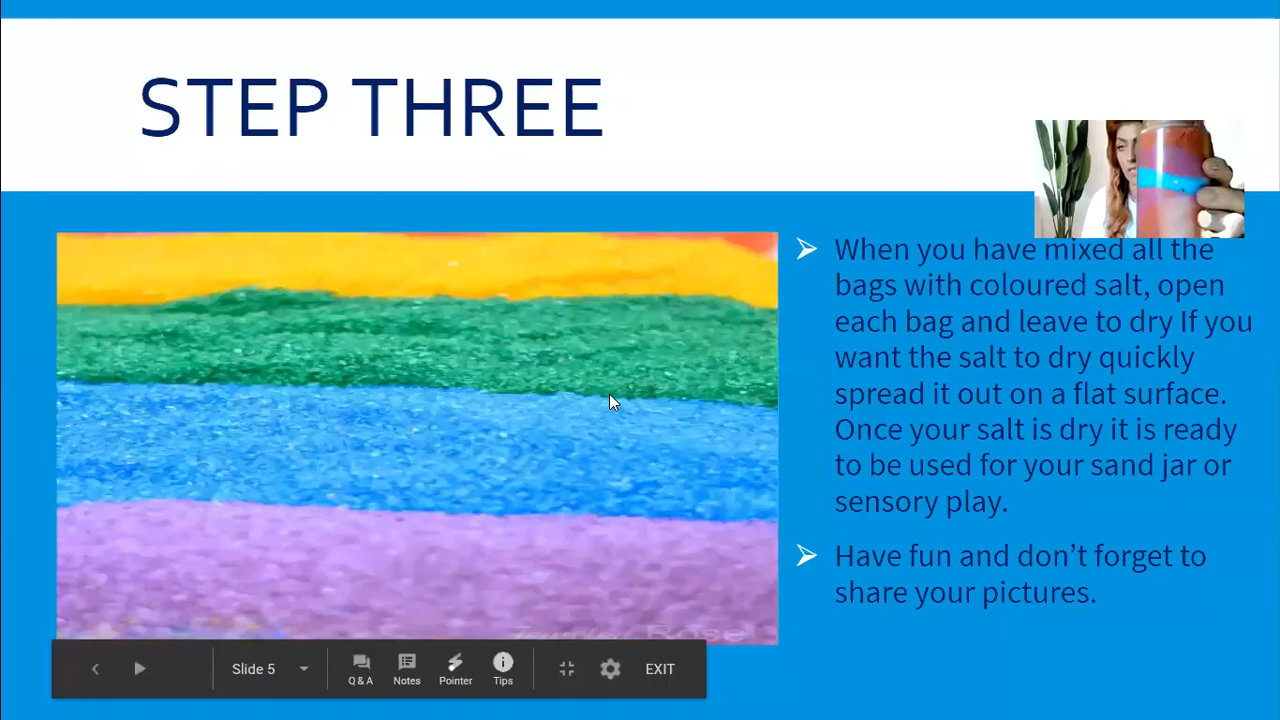 STEP THREE
When you have mixed all the
bags with coloured salt, open
each bag and leave to dry If you
want the salt to dry quickly
spread it out on a flat surface.
Once your salt is dry it is ready
to be used for your sand jar or
sensory play.
Have fun and don’t forget to
share your pictures.
Rose
Slide 5
Q & A
Notes
Pointer
Tips
EXIT